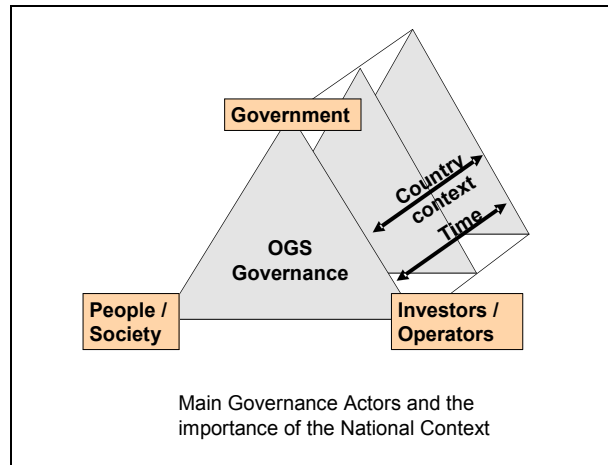 Government
Country
context
Time
OGS
Governance
People /
Society
Investors /
Operators
Main Governance Actors and the
importance of the National Context